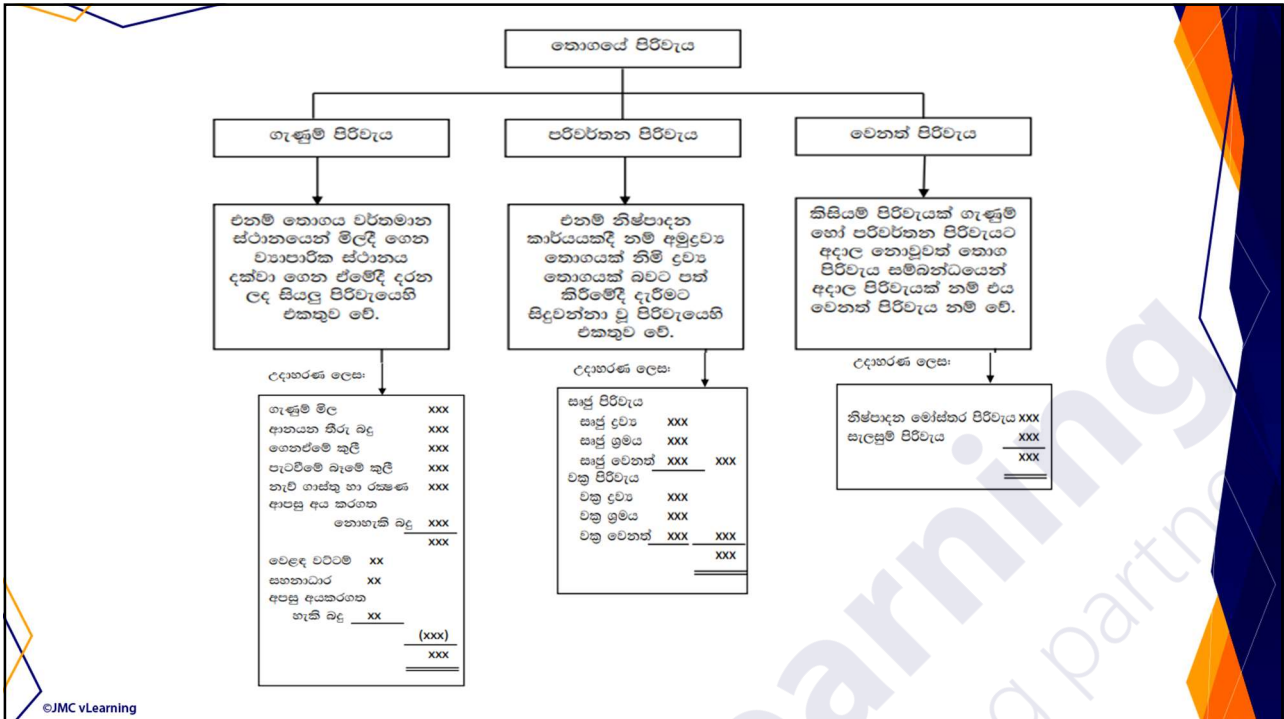 තොගයේ පිරිවැය
ගැණුම් පිරිවැය
එනම් තොගය වර්තමාන
ස්ථානයෙන් මිලදී ගෙන
ව්‍යාපාරික ස්ථානය
දක්වා ගෙන ඒමේදී දරන
ලද සියලු පිරිවැයෙහි
එකතුව වේ.
උදාහරණ ලෙසඃ
ගැණුම් මිල xxx
ආනයන තීරු බදු xxx
ගෙනඒමේ කුලී xxx
පැටවීමේ බෑමේ කුලී xxx
නැව් ගාස්තු හා රක්‍ෂණ xxx
ආපසු අය කරගත
නොහැකි බදු xxx
xxx
වෙළඳ වට්ටම් xx
සහනාධාර xx
අපසු අයකරගත
හැකි බදු xx
(xxx)
xxx
පරිවර්තන පිරිවැය
එනම් නිෂ්පාදන
කාර්යයකදී නම් අමුද්‍රව්‍ය
තොගයක් නිමි ද්‍රව්‍ය
තොගයක් බවට පත්
කිරීමේදී දැරීමට
සිදුවන්නා වූ පිරිවැයෙහි
එකතුව වේ.
උදාහරණ ලෙසඃ
සෘජු පිරිවැය
සෘජු ද්‍රව්‍ය xxx
සෘජු ශ්‍රමය xxx
සෘජු වෙනත් xxx xxx
වක්‍ර පිරිවැය
වක්‍ර ද්‍රව්‍ය xxx
වක්‍ර ශ්‍රමය xxx
වක්‍ර වෙනත් xxx xxx
xxx
වෙනත් පිරිවැය
කිසියම් පිරිවැයක් ගැණුම්
හෝ පරිවර්තන පිරිවැයට
අදාල නොවූවත් තොග
පිරිවැය සම්බන්ධයෙන්
අදාල පිරිවැයක් නම් එය
වෙනත් පිරිවැය නම් වේ.
උදාහරණ ලෙසඃ
නිෂ්පාදන මෝස්තර පිරිවැය xxx
සැලසුම් පිරිවැය xxx
xxx
©JMC vLearning